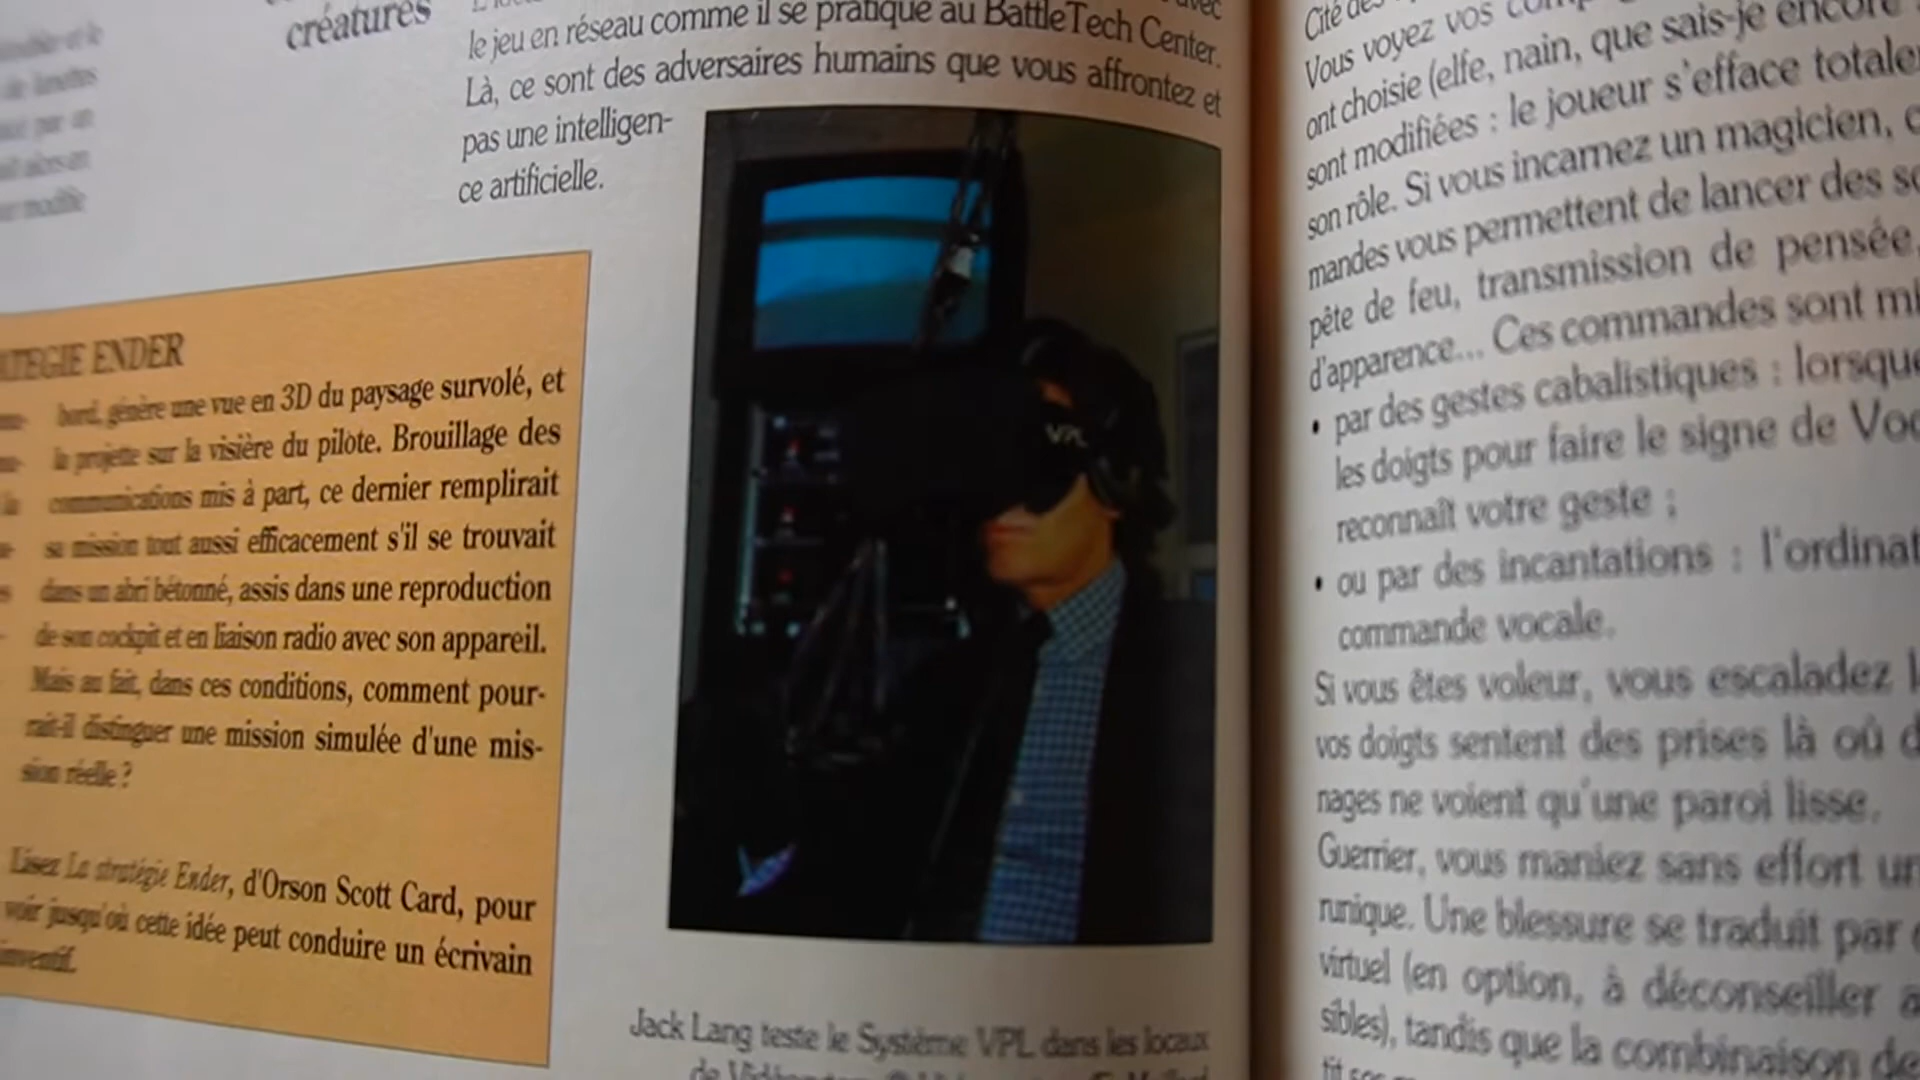 créatures
le jeu en réseau comme il se pratique au BattleTech Center.
Là, ce sont des adversaires humains que vous affrontez et
pas une intelligen-
ce artificielle.
ATEGIE ENDER
bord, génère une vue en 3D du paysage survolé, et
la projette sur la visière du pilote. Brouillage des
communications mis à part, ce dernier remplirait
sa mission tout aussi efficacement s'il se trouvait
dans un abri bétonné, assis dans une reproduction
de son cockpit et en liaison radio avec son appareil.
Mais au fait, dans ces conditions, comment pour-
rait-il distinguer une mission simulée d'une mis-
sion réelle ?
Lisez La stratégie Ender, d'Orson Scott Card, pour
voir jusqu'où cette idée peut conduire un écrivain
inventif.
VPL
Jack Lang teste le Système VPL dans les locaux
Cité des
Vous voyez vos
ont choisie (elfe, nain, que sais-je encore
sont modifiées : le joueur s'efface totale
son rôle. Si vous incarnez un magicien, c
mandes vous permettent de lancer des so
pête de feu, transmission de pensée,
d'apparence... Ces commandes sont mi
• par des gestes cabalistiques : lorsque
les doigts pour faire le signe de Voo
reconnaît votre geste ;
• ou par des incantations : l'ordinat
commande vocale.
Si vous êtes voleur, vous escaladez l
vos doigts sentent des prises là où d
nages ne voient qu'une paroi lisse.
Guerrier, vous maniez sans effort un
runique. Une blessure se traduit par
virtuel (en option, à déconseiller a
sibles), tandis que la combinaison de